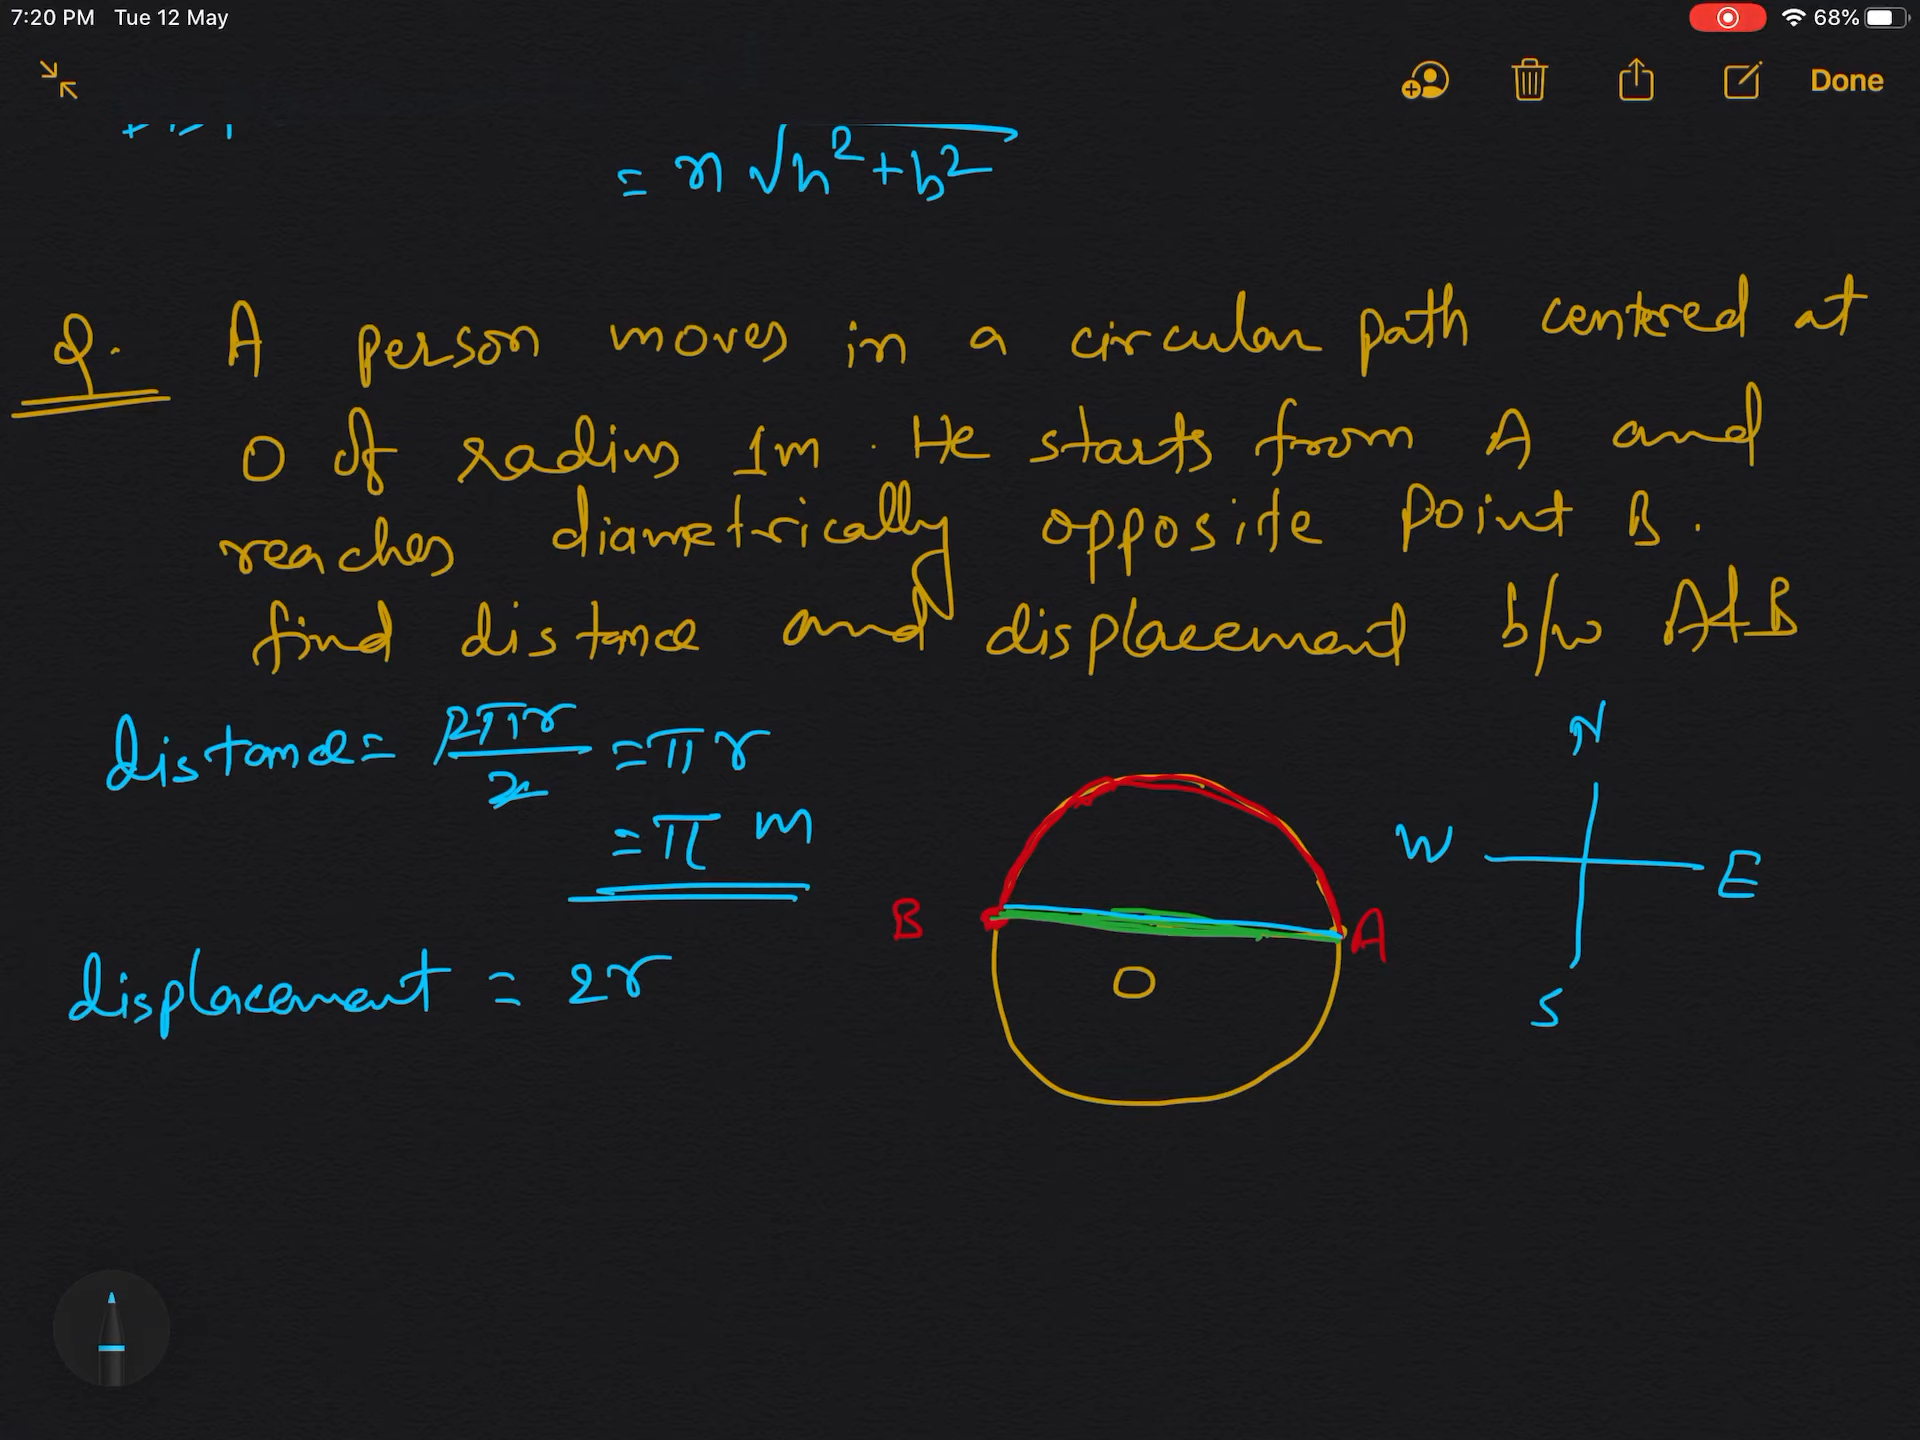 7:20 PM Tue 12 May
68%
Done
= n √h²+b²
Q. A person moves in a circular path centered at
O of radius 1m. He starts from A and
reaches diametrically opposite point B.
find distance and displacement b/w A & B
distance = 2πr/2 = πr
= π m
displacement = 2r
B
A
O
N
W
E
S